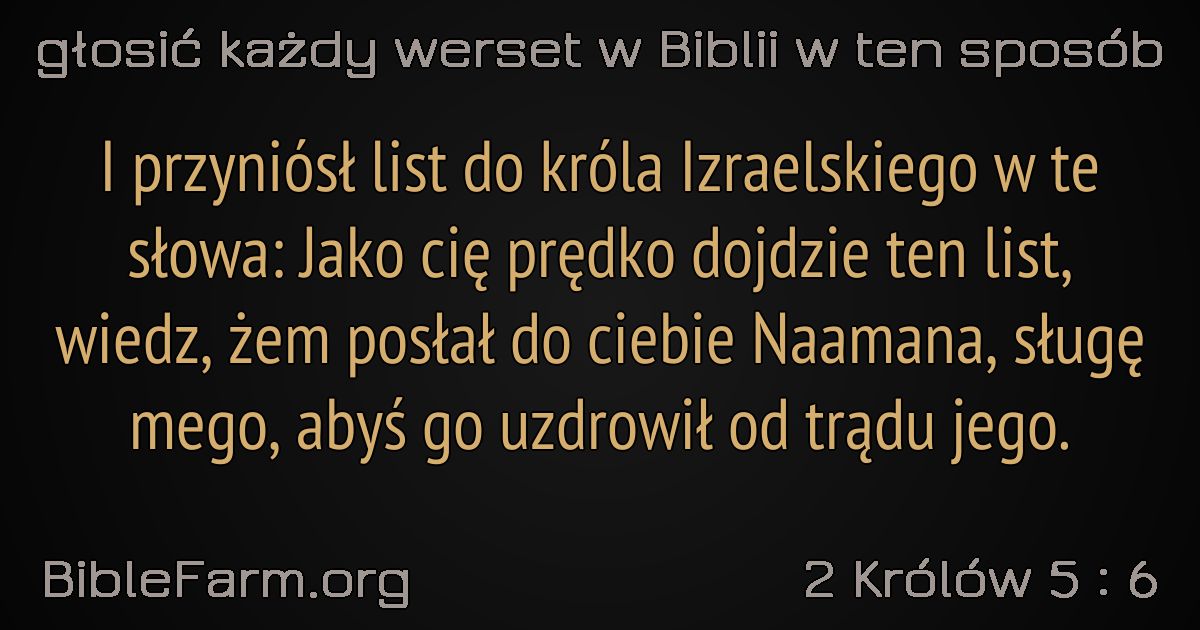 głosić każdy werset w Biblii w ten sposób
I przyniósł list do króla Izraelskiego w te
słowa: Jako cię prędko dojdzie ten list,
wiedz, żem posłał do ciebie Naamana, sługę
mego, abyś go uzdrowił od trądu jego.
BibleFarm.org
2 Królów 5 : 6